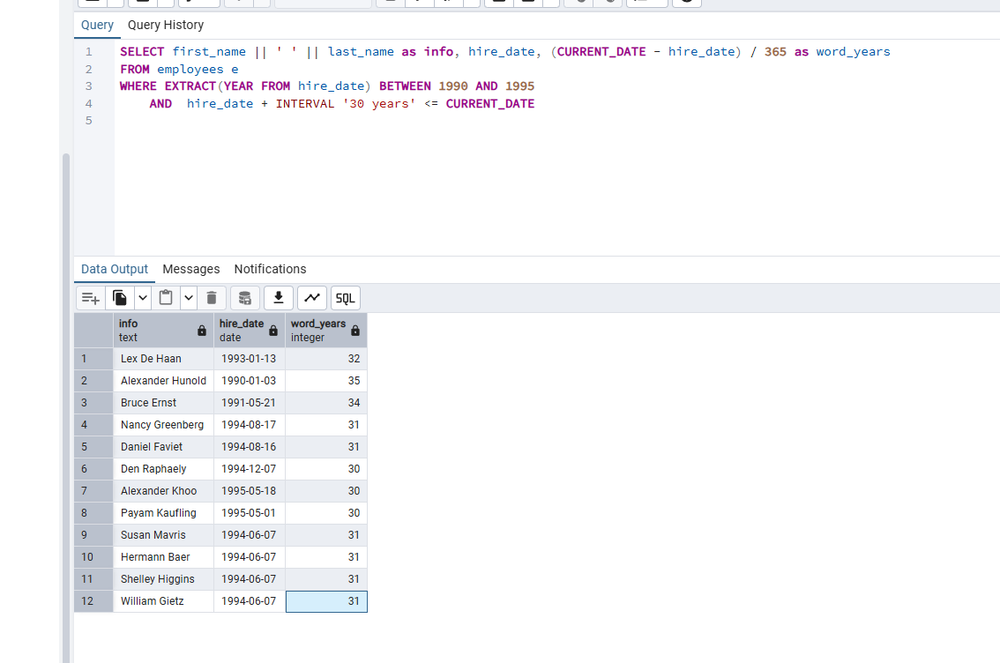 Query Query History
1 SELECT first_name || ' ' || last_name as info, hire_date, (CURRENT_DATE - hire_date) / 365 as word_years
2 FROM employees e
3 WHERE EXTRACT(YEAR FROM hire_date) BETWEEN 1990 AND 1995
4 AND hire_date + INTERVAL '30 years' <= CURRENT_DATE
5
Data Output Messages Notifications
SQL
info hire_date word_years
text date integer
1 Lex De Haan 1993-01-13 32
2 Alexander Hunold 1990-01-03 35
3 Bruce Ernst 1991-05-21 34
4 Nancy Greenberg 1994-08-17 31
5 Daniel Faviet 1994-08-16 31
6 Den Raphaely 1994-12-07 30
7 Alexander Khoo 1995-05-18 30
8 Payam Kaufling 1995-05-01 30
9 Susan Mavris 1994-06-07 31
10 Hermann Baer 1994-06-07 31
11 Shelley Higgins 1994-06-07 31
12 William Gietz 1994-06-07 31